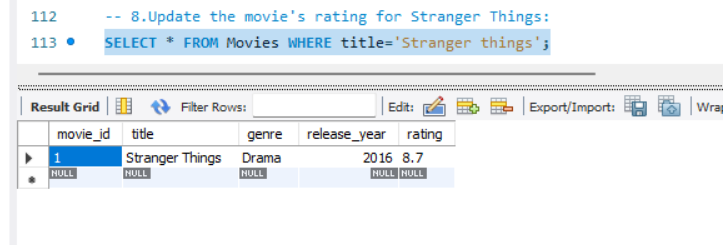 112 -- 8.Update the movie's rating for Stranger Things:
113 SELECT * FROM Movies WHERE title='Stranger things';
Result Grid Filter Rows: Edit: Export/Import: Wrap
movie_id title genre release_year rating
1 Stranger Things Drama 2016 8.7
NULL NULL NULL NULL NULL